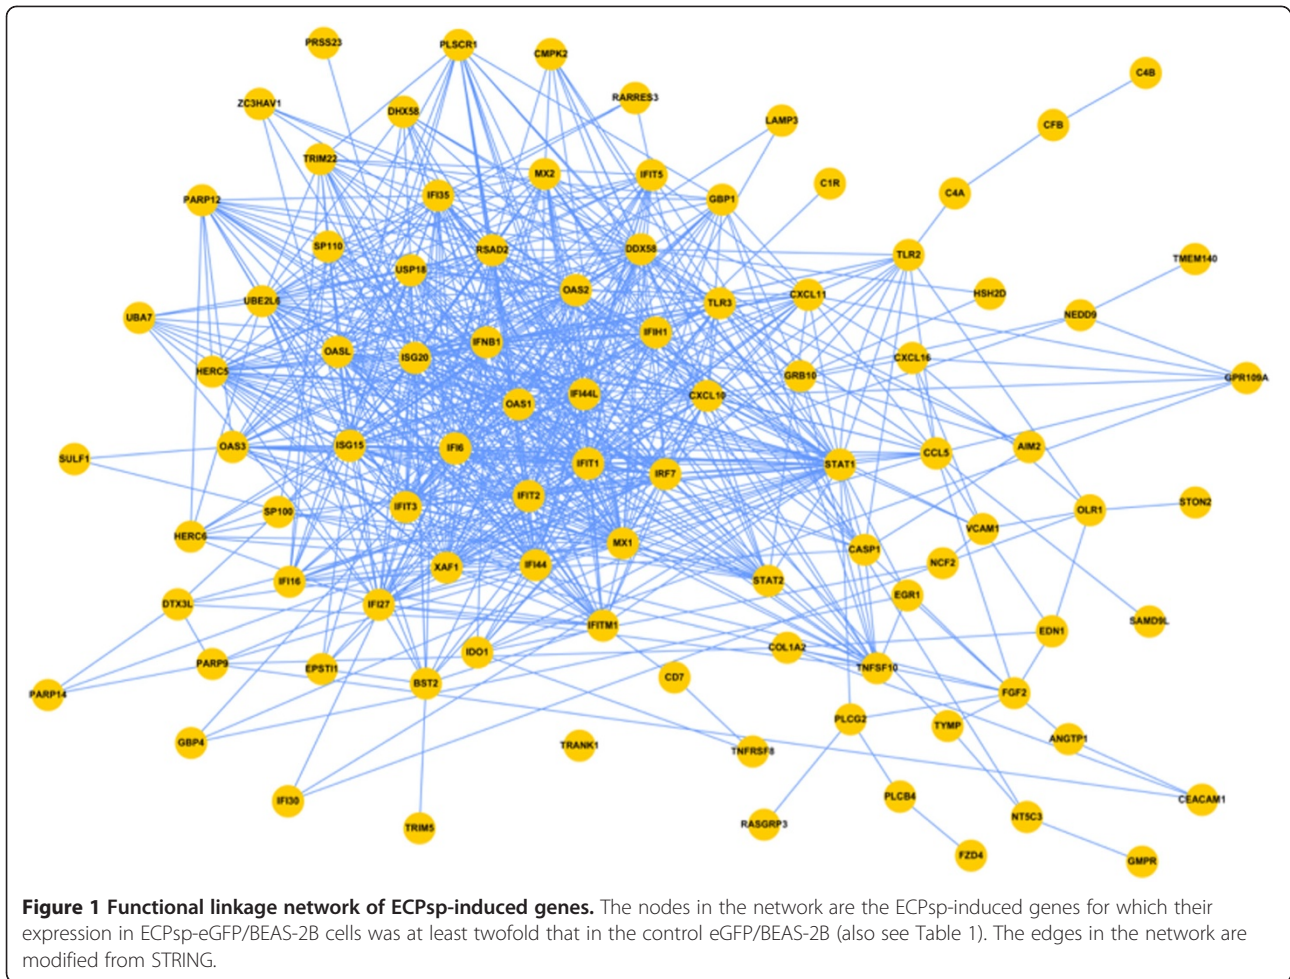 PRSS23
PLSCR1
CMPK2
C4B
ZC3HAV1
DHX58
RARRES3
LAMP3
CFB
TRIM22
MX2
IFIT5
C1R
C4A
PARP12
IFI35
GBP1
SP110
RSAD2
DDX58
TLR2
TMEM140
USP18
OAS2
UBE2L6
TLR3
CXCL11
HSH2D
NEDD9
UBA7
IFIH1
IFNB1
OASL
ISG20
CXCL16
HERC5
GRB10
GPR109A
OAS1
IFI44L
CXCL10
OAS3
ISG15
IFI6
AIM2
CCL5
SULF1
IFIT1
STAT1
IRF7
IFIT2
IFIT3
SP100
OLR1
STON2
HERC6
VCAM1
MX1
CASP1
NCF2
XAF1
IFI44
IFI16
STAT2
DTX3L
IFI27
EGR1
IFITM1
SAMD9L
EDN1
IDO1
COL1A2
PARP9
EPSTI1
TNFSF10
PARP14
BST2
CD7
FGF2
PLCG2
TYMP
GBP4
TRANK1
TNFRSF8
ANGTP1
IFI30
PLCB4
CEACAM1
TRIM5
RASGRP3
NT5C3
FZD4
GMPR
Figure 1 Functional linkage network of ECPsp-induced genes. The nodes in the network are the ECPsp-induced genes for which their
expression in ECPsp-eGFP/BEAS-2B cells was at least twofold that in the control eGFP/BEAS-2B (also see Table 1). The edges in the network are
modified from STRING.